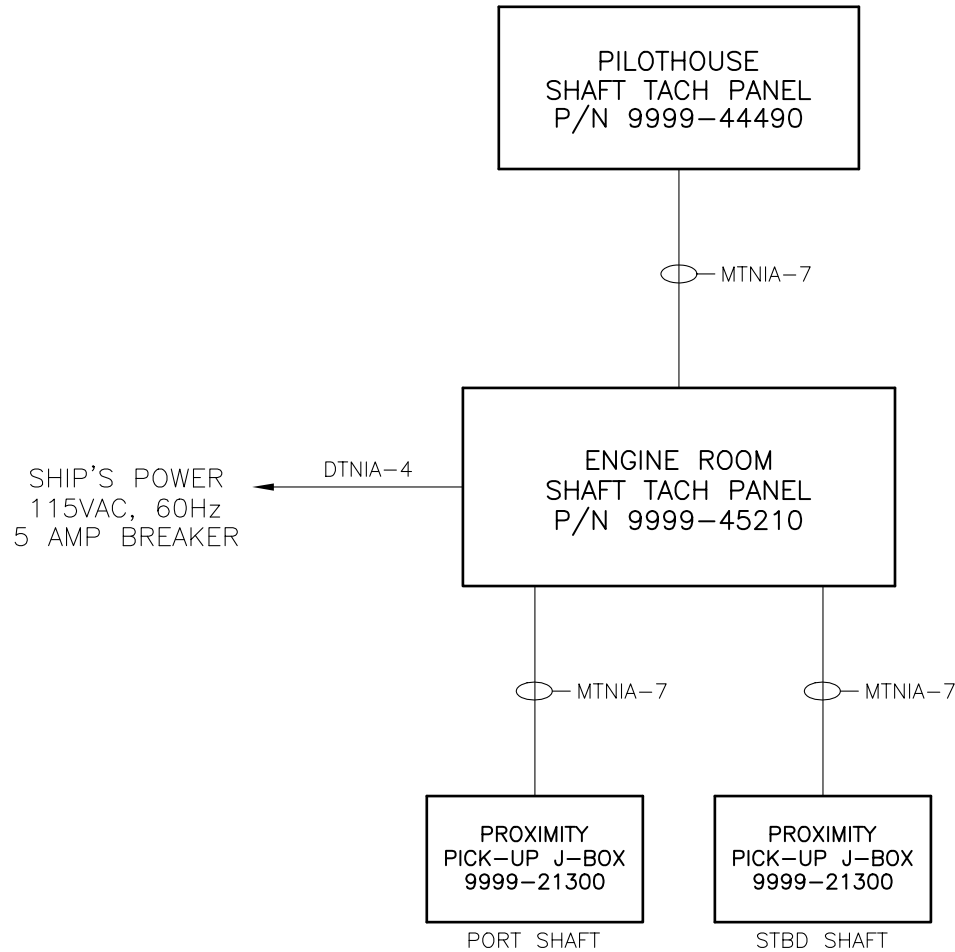 PILOTHOUSE
SHAFT TACH PANEL
P/N 9999-44490
MTNIA-7
ENGINE ROOM
SHAFT TACH PANEL
P/N 9999-45210
DTNIA-4
SHIP'S POWER
115VAC, 60Hz
5 AMP BREAKER
MTNIA-7
MTNIA-7
PROXIMITY
PICK-UP J-BOX
9999-21300
PORT SHAFT
PROXIMITY
PICK-UP J-BOX
9999-21300
STBD SHAFT